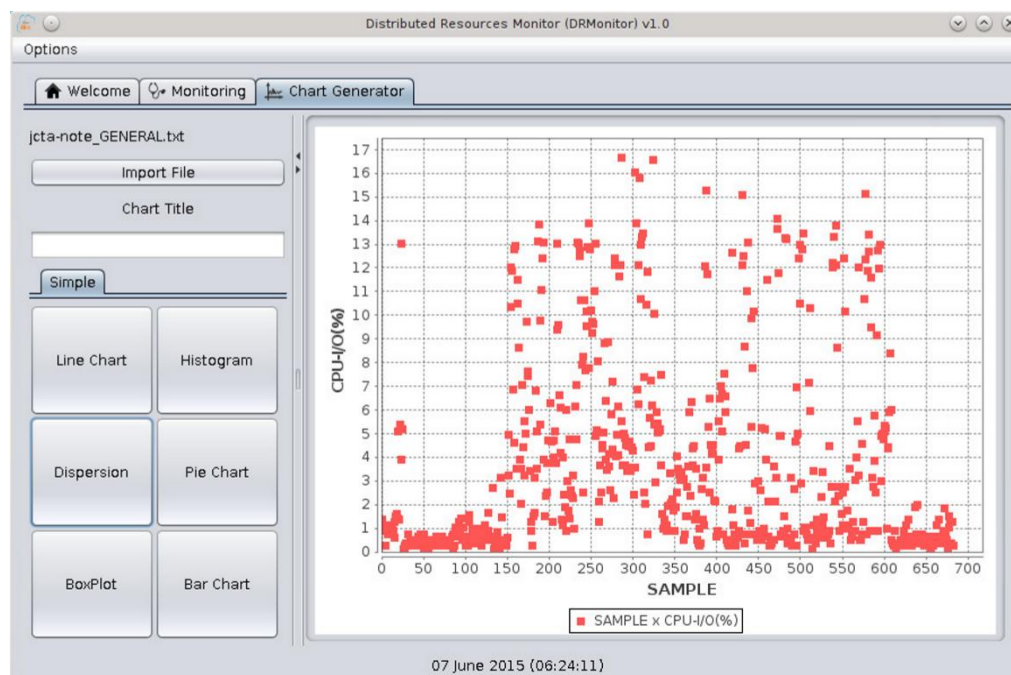 Distributed Resources Monitor (DRMonitor) v1.0
Options
Welcome Monitoring Chart Generator
jcta-note_GENERAL.txt
Import File
Chart Title
Simple
Line Chart Histogram
Dispersion Pie Chart
BoxPlot Bar Chart
CPU-I/O(%)
17
16
15
14
13
12
11
10
9
8
7
6
5
4
3
2
1
0
0 50 100 150 200 250 300 350 400 450 500 550 600 650 700
SAMPLE
SAMPLE x CPU-I/O(%)
07 June 2015 (06:24:11)